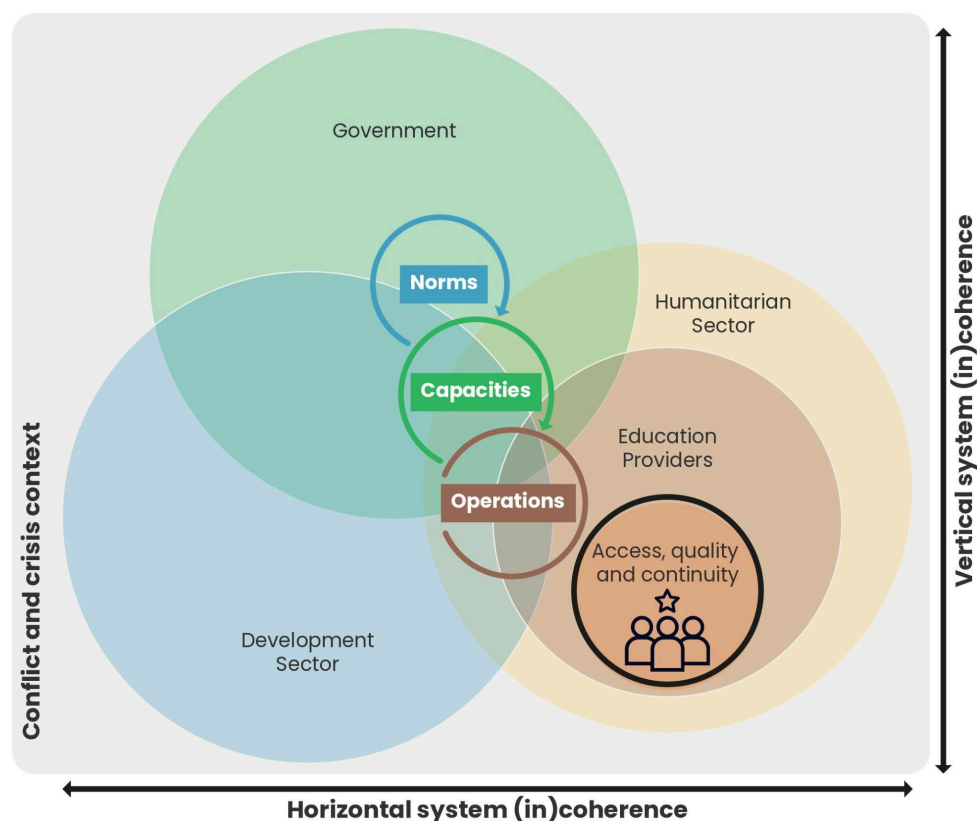 Government
Norms
Humanitarian
Sector
Capacities
Education
Providers
Operations
Access, quality
and continuity
Development
Sector
Conflict and crisis context
Vertical system (in)coherence
Horizontal system (in)coherence